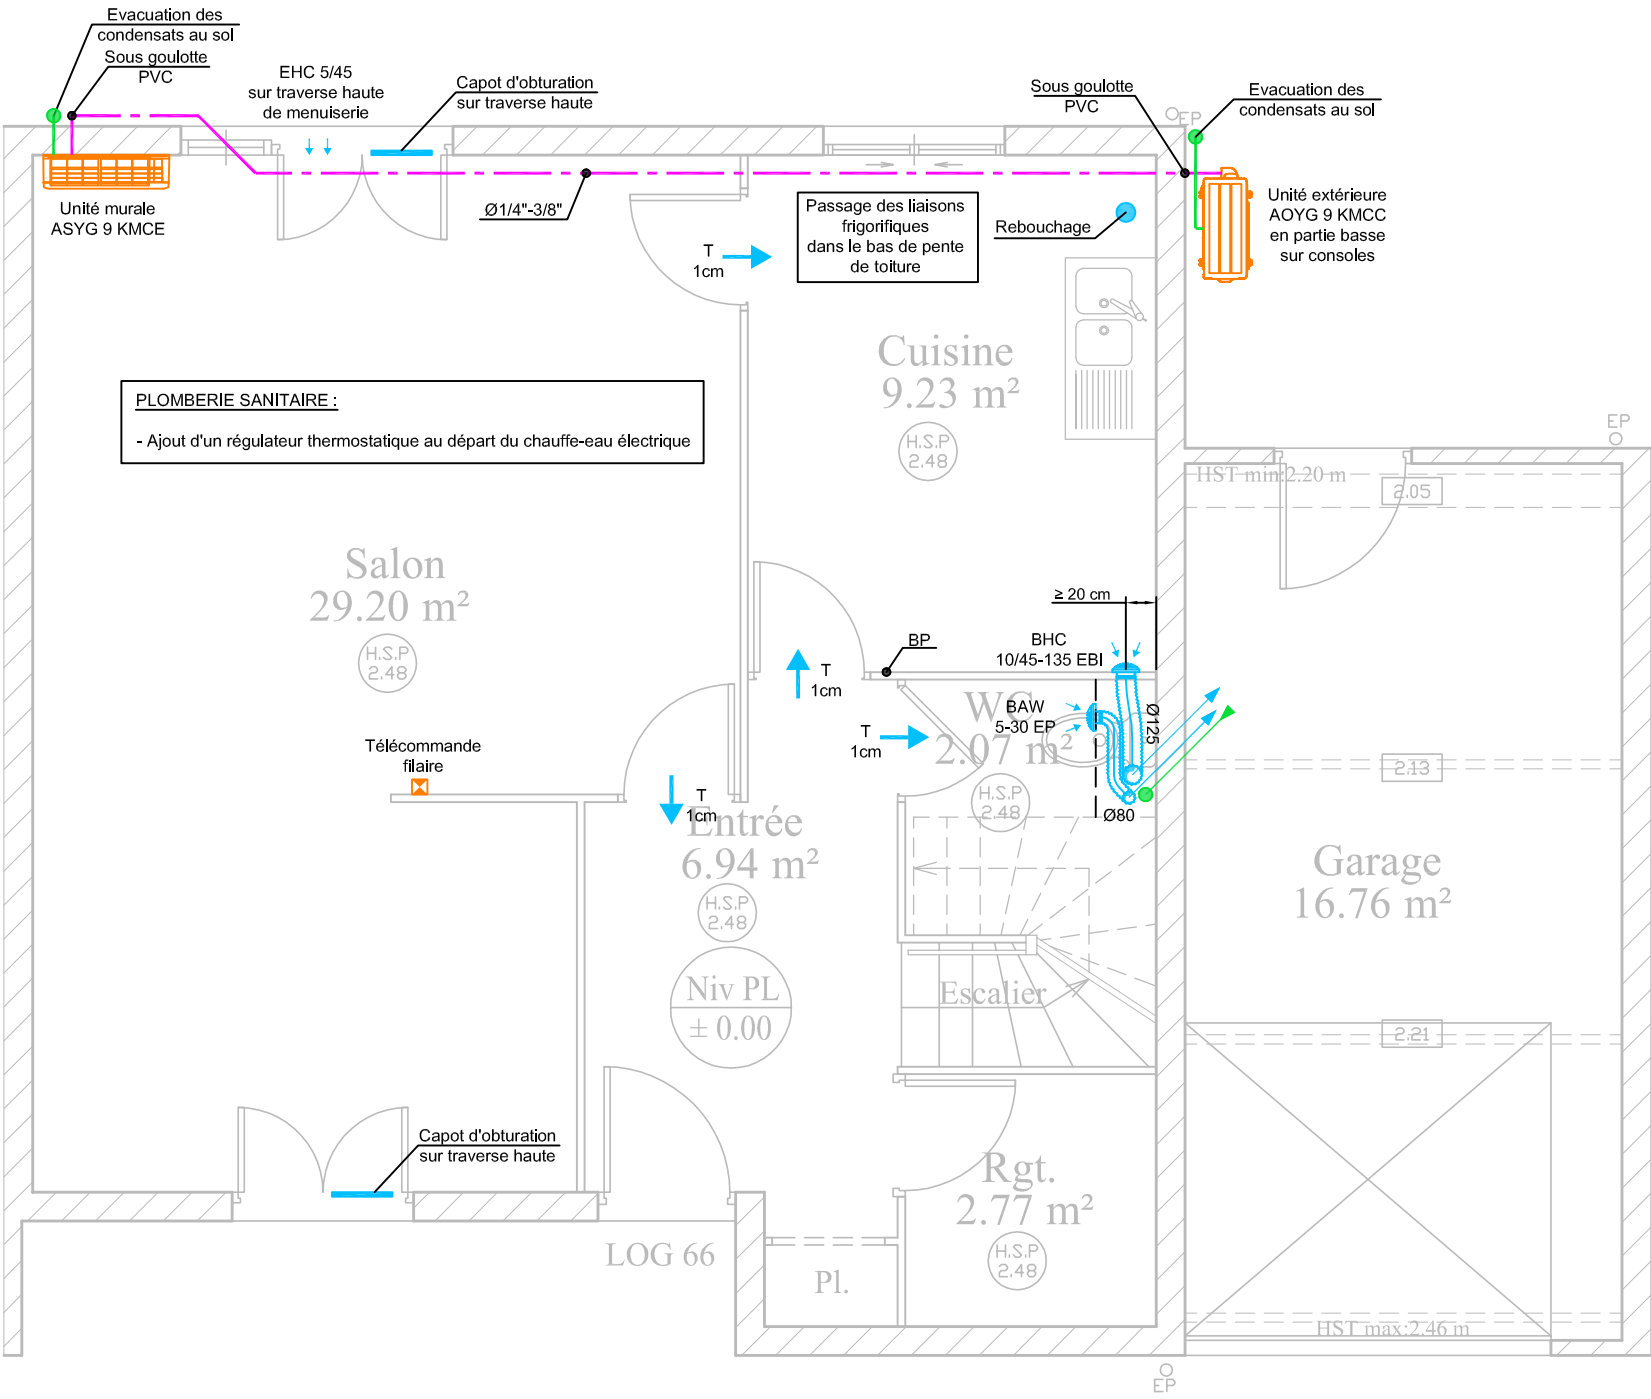 Evacuation des
condensats au sol
Sous goulotte
PVC
EHC 5/45
sur traverse haute
de menuiserie
Capot d'obturation
sur traverse haute
Sous goulotte
PVC
EP
Evacuation des
condensats au sol
Unité murale
ASYG 9 KMCE
Ø1/4"-3/8"
Passage des liaisons
frigorifiques
dans le bas de pente
de toiture
Rebouchage
Unité extérieure
AOYG 9 KMCC
en partie basse
sur consoles
T
1cm
Cuisine
9.23 m²
H.S.P
2.48
PLOMBERIE SANITAIRE :
- Ajout d'un régulateur thermostatique au départ du chauffe-eau électrique
EP
HST min:2.20 m
2.05
Salon
29.20 m²
H.S.P
2.48
≥ 20 cm
BP
BHC
10/45-135 EBI
T
1cm
WC
2.07 m²
H.S.P
2.48
BAW
5-30 EP
Ø125
Ø80
T
1cm
Télécommande
filaire
T
1cm
2.13
Entrée
6.94 m²
H.S.P
2.48
Garage
16.76 m²
Niv PL
± 0.00
Escalier
2.21
Capot d'obturation
sur traverse haute
Rgt.
2.77 m²
H.S.P
2.48
LOG 66
Pl.
HST max:2.46 m
EP